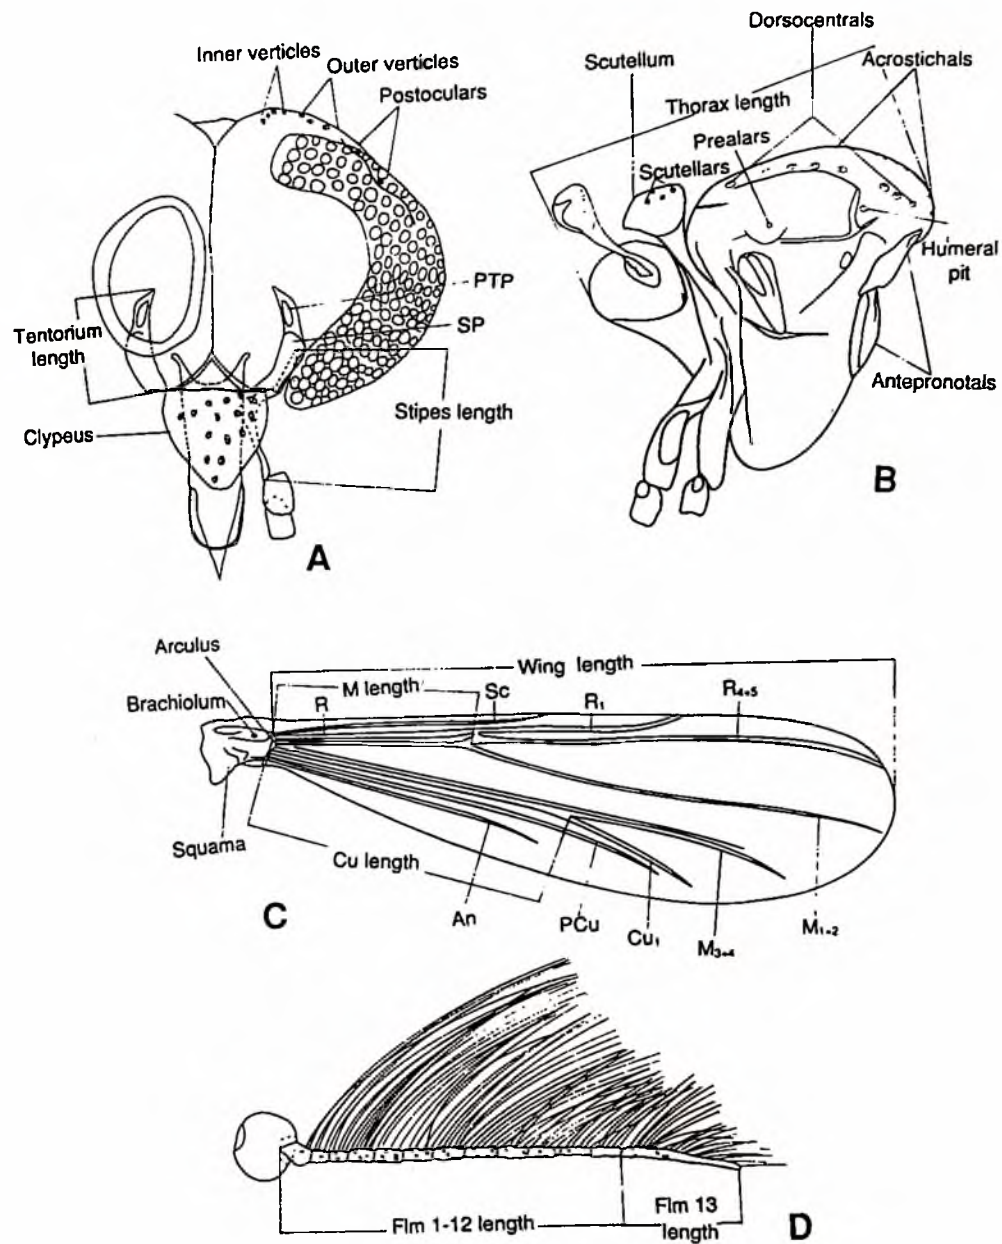 Inner verticles
Outer verticles
Postoculars
PTP
SP
Tentorium
length
Clypeus
Stipes length
A
Dorsocentrals
Scutellum
Acrostichals
Thorax length
Prealars
Scutellars
Humeral
pit
Antepronotals
B
Arculus
Brachiolum
Wing length
M length
R
Sc
R1
R4+5
Squama
Cu length
C
An
PCu
Cu1
M3+4
M1+2
Flm 1-12 length
Flm 13
length
D